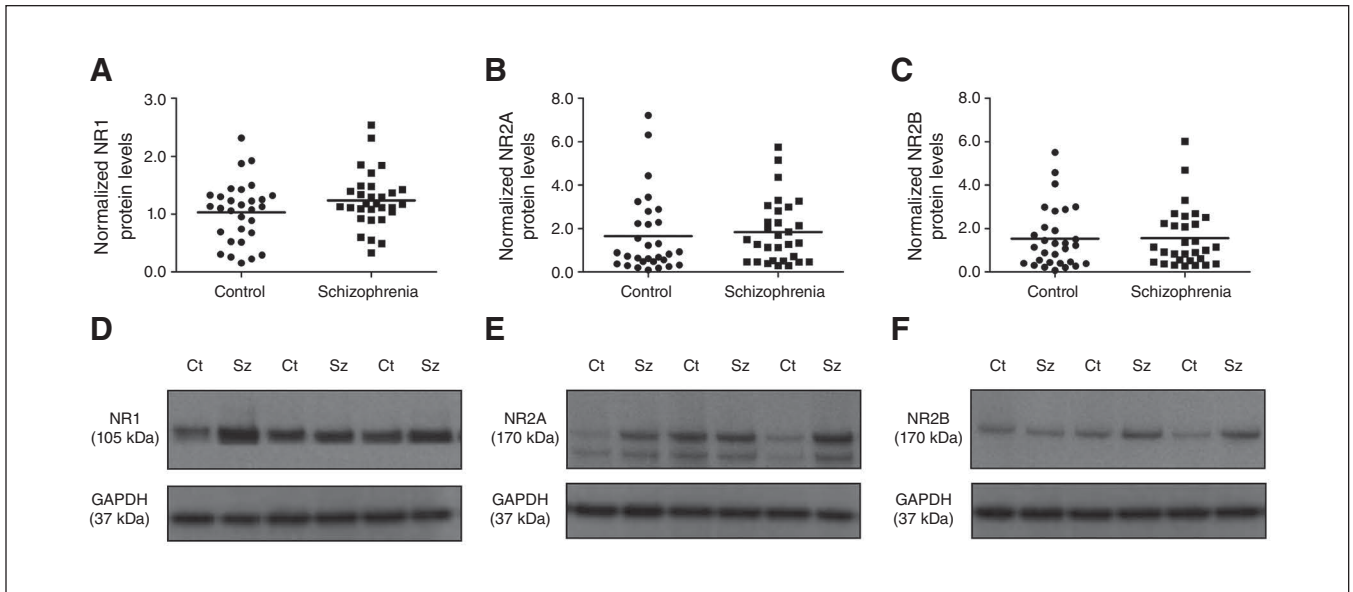 A
Normalized NR1
protein levels
3.0
2.0
1.0
0.0
Control
Schizophrenia
B
Normalized NR2A
protein levels
8.0
6.0
4.0
2.0
0.0
Control
Schizophrenia
C
Normalized NR2B
protein levels
8.0
6.0
4.0
2.0
0.0
Control
Schizophrenia
D
Ct Sz Ct Sz Ct Sz
NR1
(105 kDa)
GAPDH
(37 kDa)
E
Ct Sz Ct Sz Ct Sz
NR2A
(170 kDa)
GAPDH
(37 kDa)
F
Ct Sz Ct Sz Ct Sz
NR2B
(170 kDa)
GAPDH
(37 kDa)